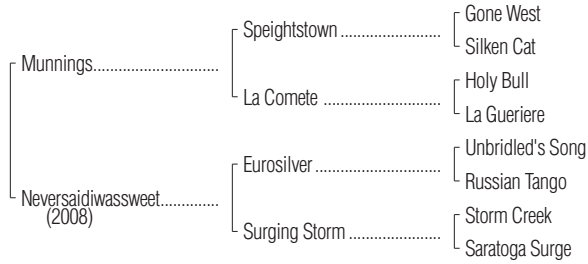 Gone West
Speightstown ......................
Silken Cat
Munnings............................
Holy Bull
La Comete ..........................
La Gueriere
Unbridled's Song
Eurosilver ............................
Russian Tango
Neversaidiwassweet.............
(2008)
Storm Creek
Surging Storm .....................
Saratoga Surge